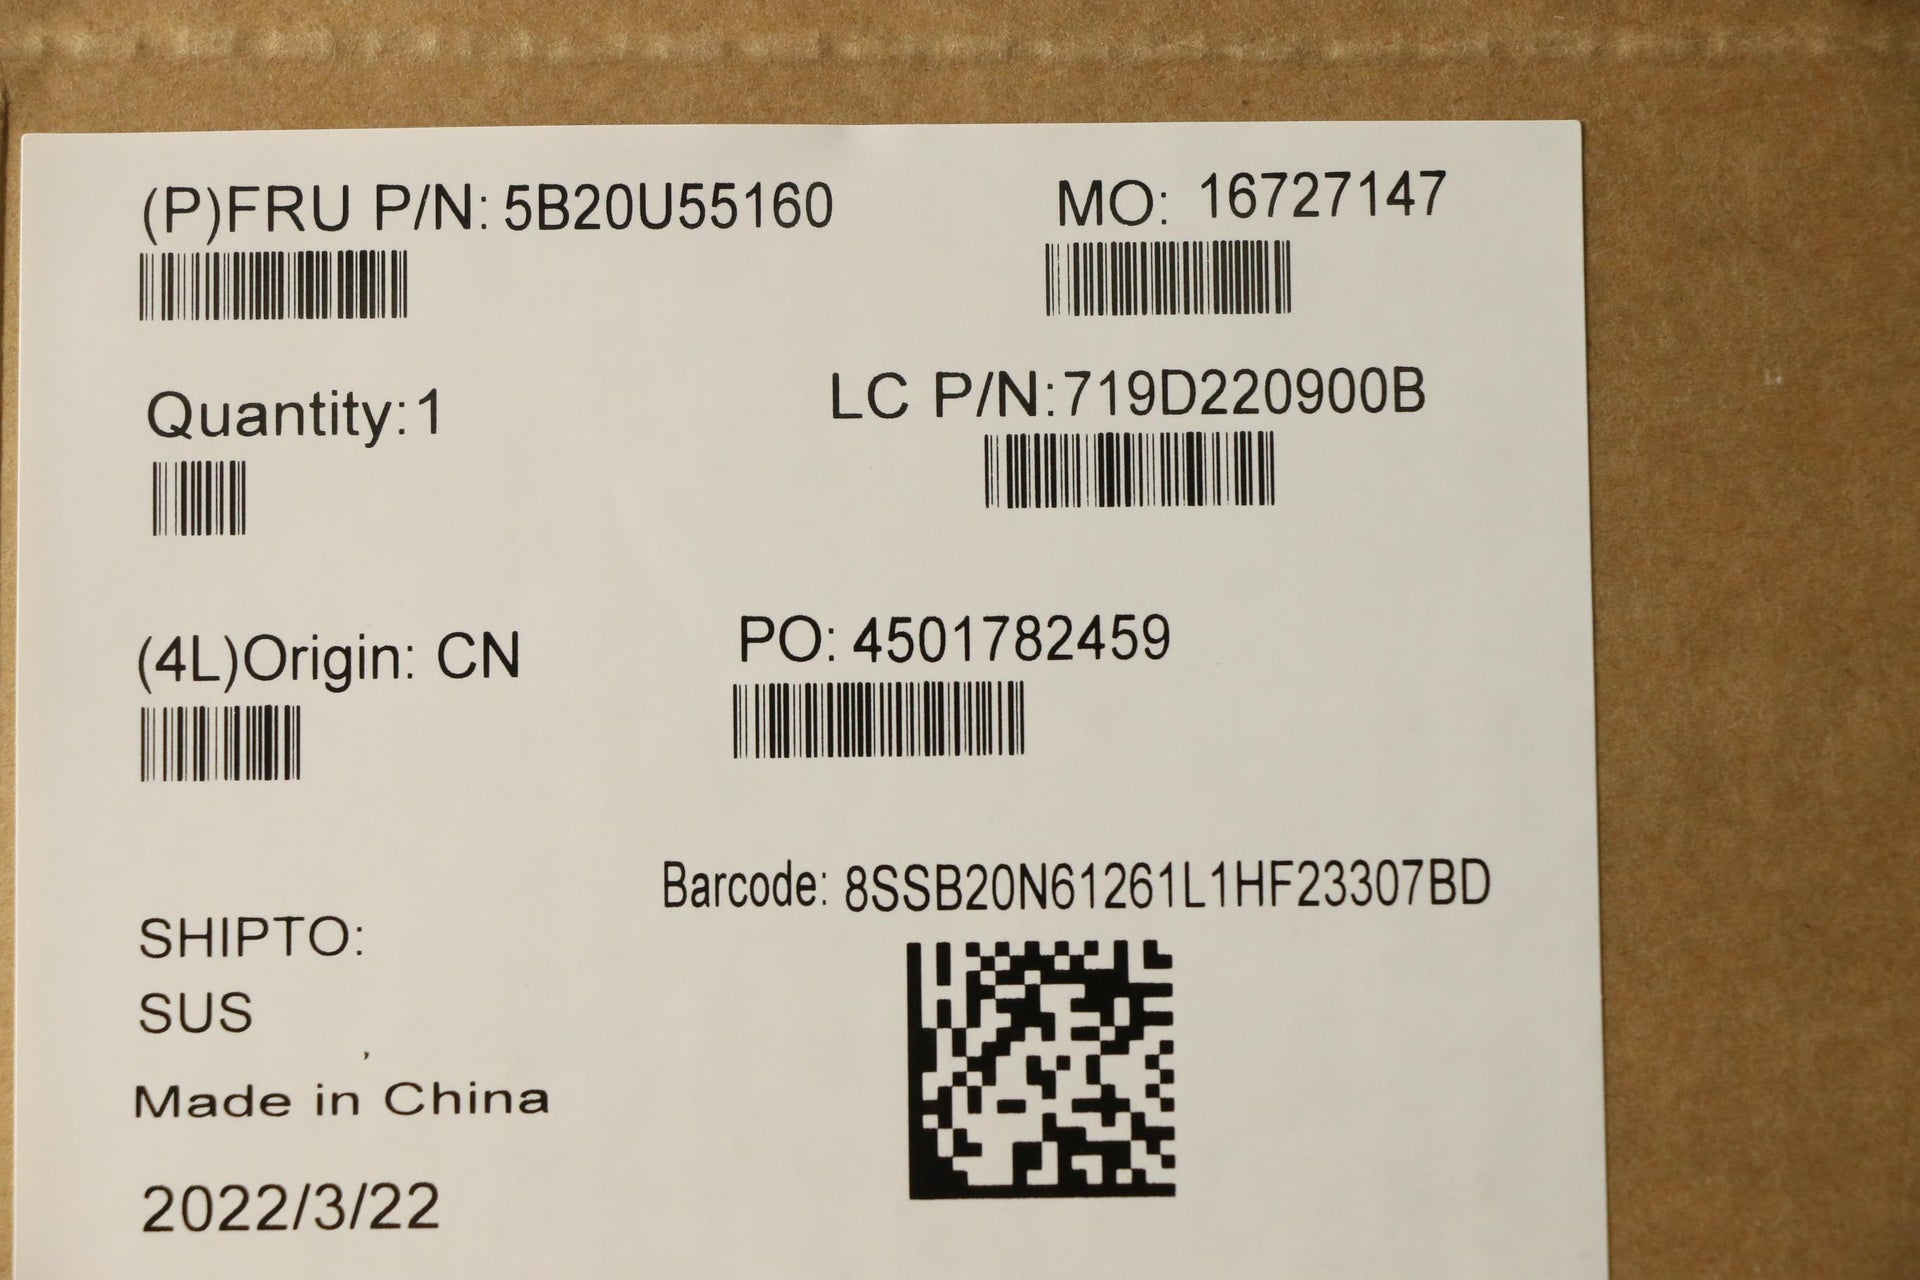 (P)FRU P/N: 5B20U55160
MO: 16727147
Quantity:1
LC P/N:719D220900B
(4L)Origin: CN
PO: 4501782459
Barcode: 8SSB20N61261L1HF23307BD
SHIPTO:
SUS
Made in China
2022/3/22